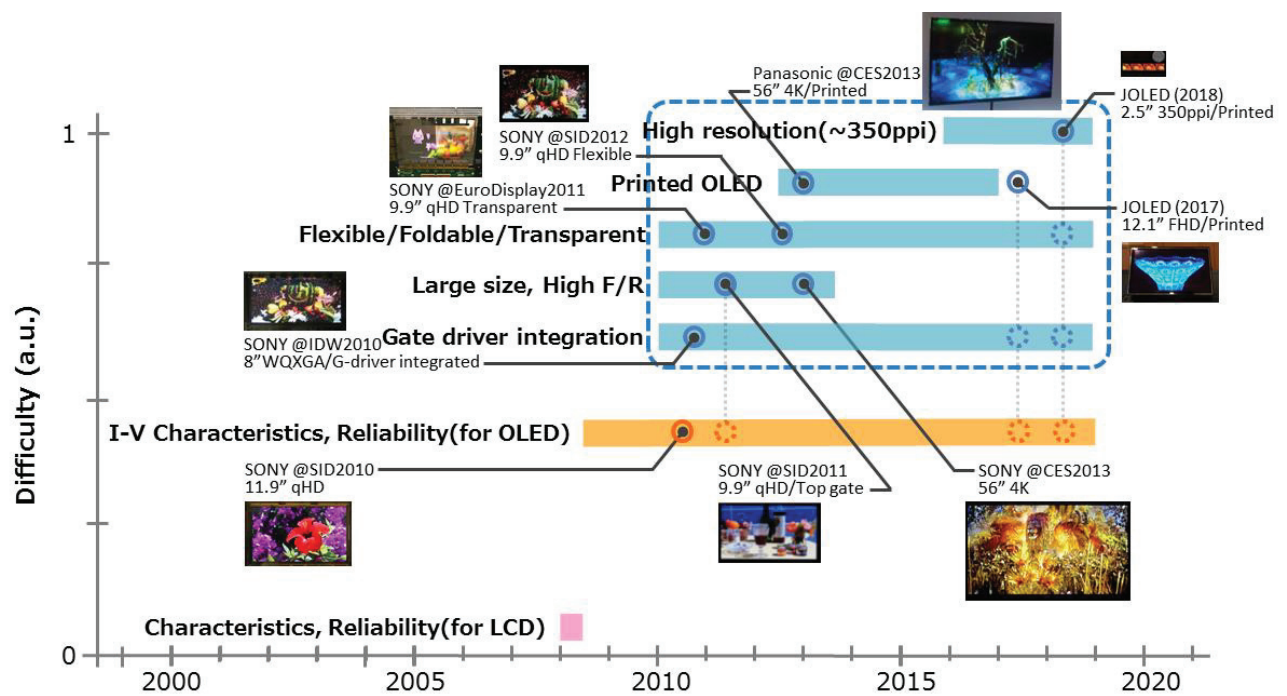 Panasonic @CES2013
56” 4K/Printed
JOLED (2018)
2.5” 350ppi/Printed
SONY @SID2012
9.9” qHD Flexible
1
High resolution(~350ppi)
SONY @EuroDisplay2011
9.9” qHD Transparent
Printed OLED
JOLED (2017)
12.1” FHD/Printed
Flexible/Foldable/Transparent
Large size, High F/R
SONY @IDW2010
8”WQXGA/G-driver integrated
Gate driver integration
Difficulty (a.u.)
I-V Characteristics, Reliability(for OLED)
SONY @SID2010
11.9” qHD
SONY @SID2011
9.9” qHD/Top gate
SONY @CES2013
56” 4K
Characteristics, Reliability(for LCD)
0
2000 2005 2010 2015 2020